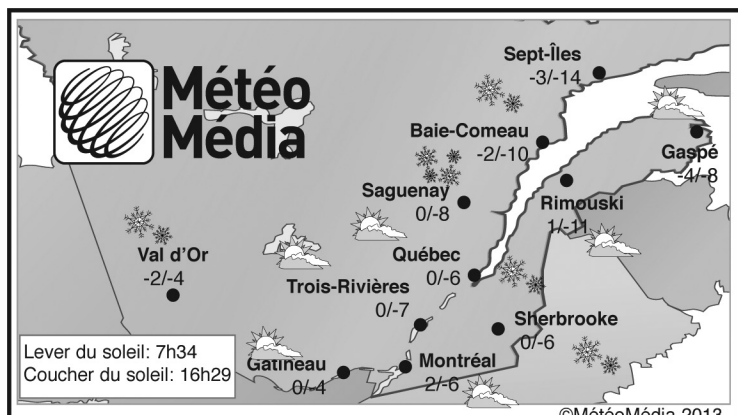 Météo
Média
Sept-Îles
-3/-14
Baie-Comeau
-2/-10
Gaspé
-4/-8
Saguenay
0/-8
Rimouski
1/-11
Val d'Or
-2/-4
Québec
0/-6
Trois-Rivières
0/-7
Sherbrooke
0/-6
Lever du soleil: 7h34
Coucher du soleil: 16h29
Gatineau
0/-4
Montréal
2/-6
©MétéoMédia 2013